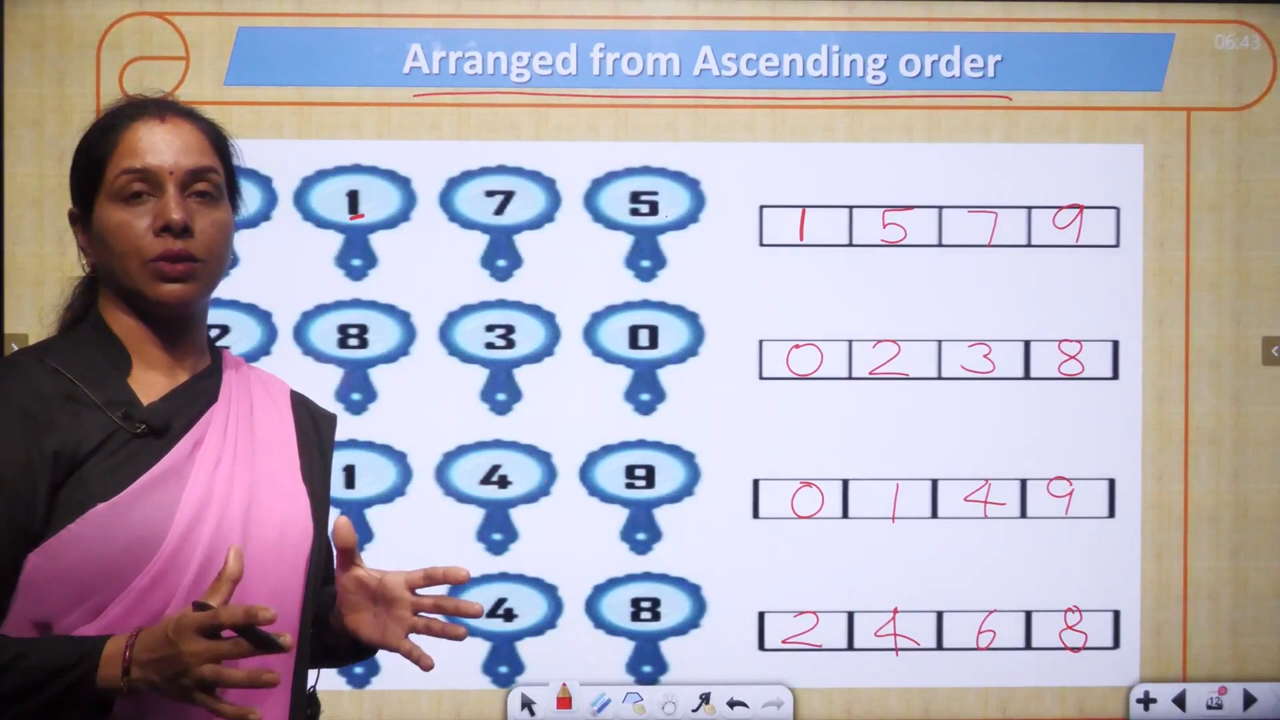 06:43
Arranged from Ascending order
1 7 5 1 5 7 9
2 8 3 0 0 2 3 8
1 4 9 0 1 4 9
4 8 2 4 6 8
12